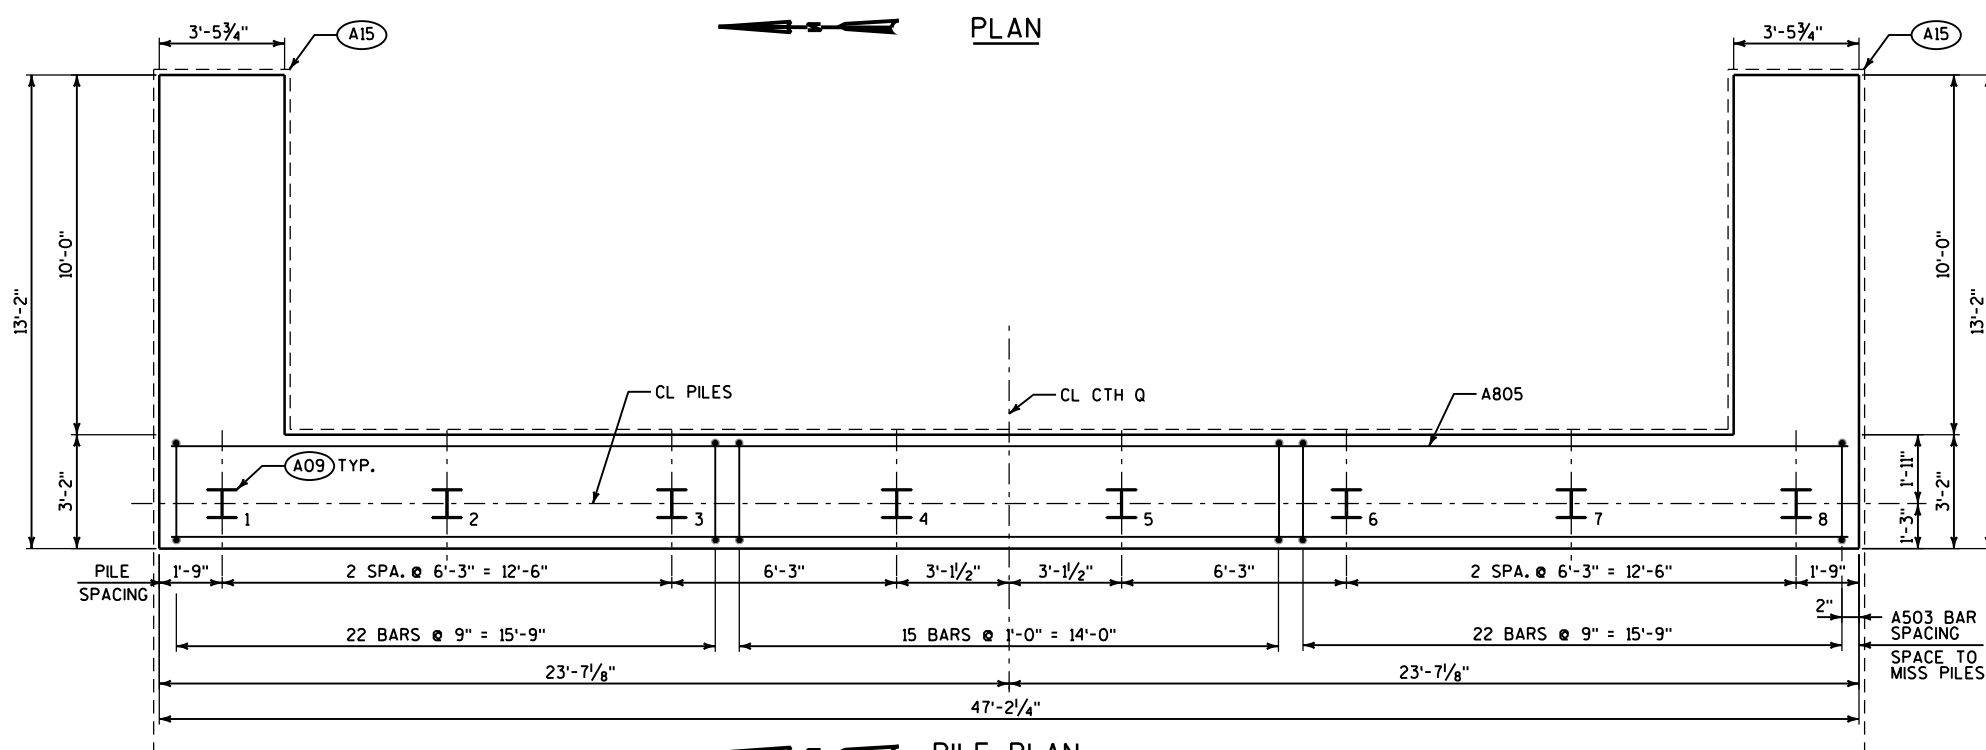 N
PLAN
3'-5¾"
A15
3'-5¾"
A15
10'-0"
13'-2"
3'-2"
10'-0"
13'-2"
1'-11"
3'-2"
1'-3"
CL PILES
CL CTH Q
A805
A09 TYP.
1
2
3
4
5
6
7
8
PILE
SPACING
1'-9"
2 SPA. @ 6'-3" = 12'-6"
6'-3"
3'-1½"
3'-1½"
6'-3"
2 SPA. @ 6'-3" = 12'-6"
1'-9"
2"
A503 BAR
SPACING
SPACE TO
MISS PILES
22 BARS @ 9" = 15'-9"
15 BARS @ 1'-0" = 14'-0"
22 BARS @ 9" = 15'-9"
23'-7⅛"
23'-7⅛"
47'-2¼"
PILE PLAN